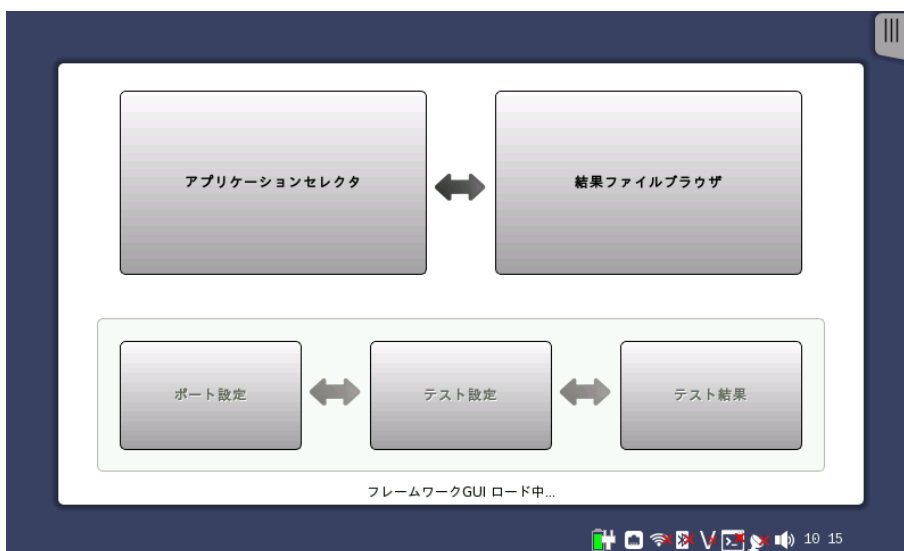 アプリケーションセレクタ
結果ファイルブラウザ
ポート設定
テスト設定
テスト結果
フレームワークGUI ロード中...
10 15